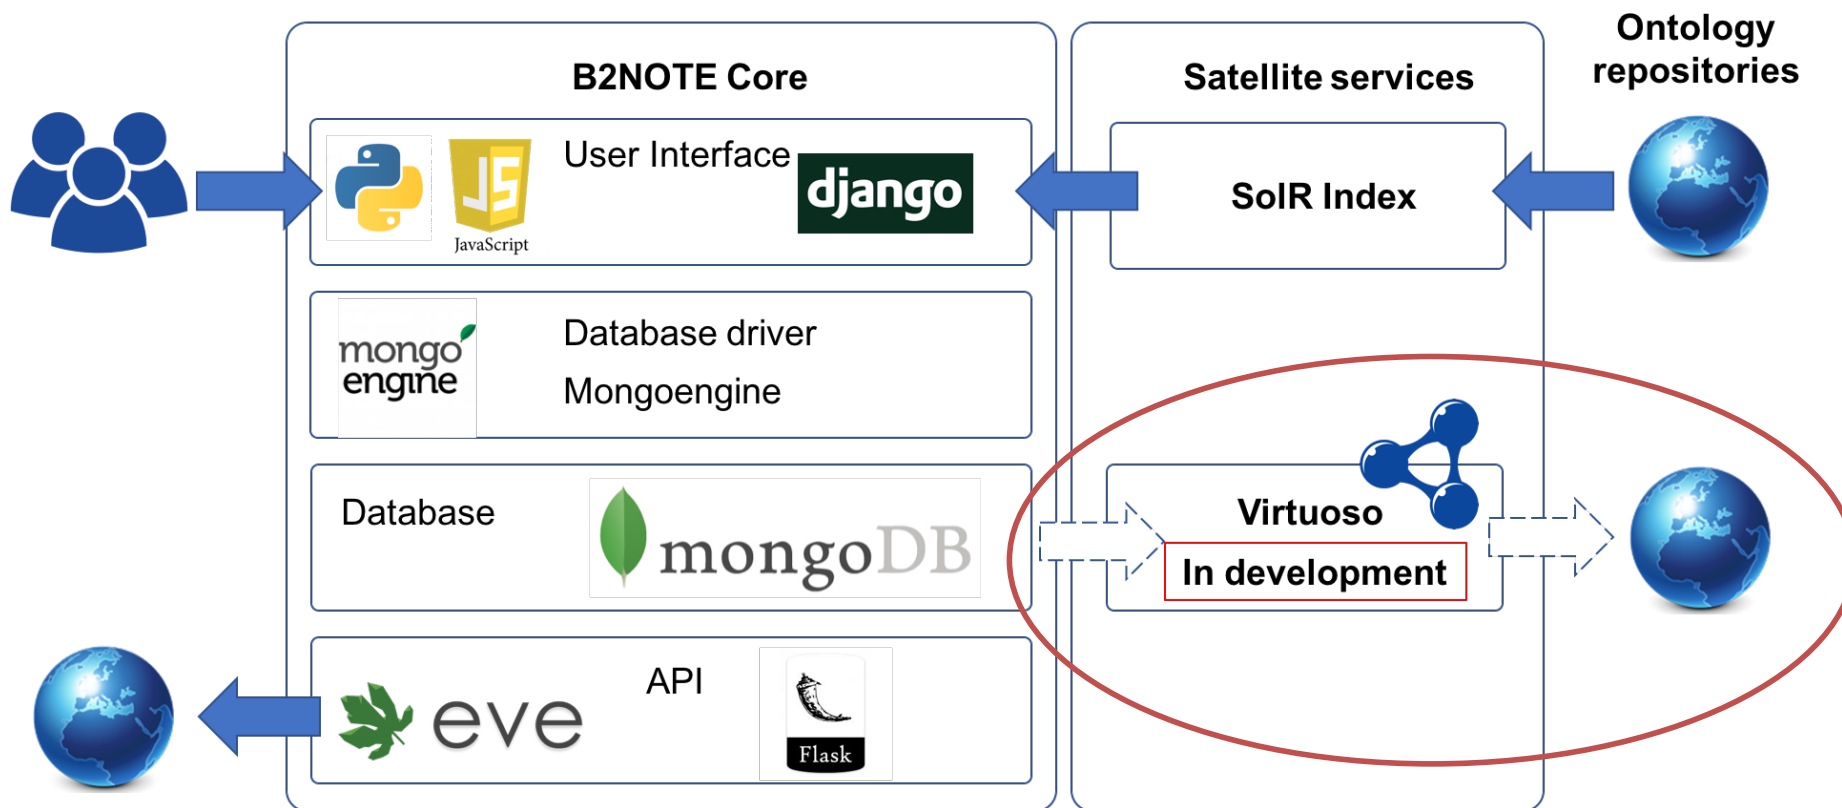 Ontology
repositories
B2NOTE Core
Satellite services
JS
JavaScript
User Interface
django
SolR Index
mongo
engine
Database driver
Mongoengine
Database
mongoDB
Virtuoso
In development
eve
API
Flask